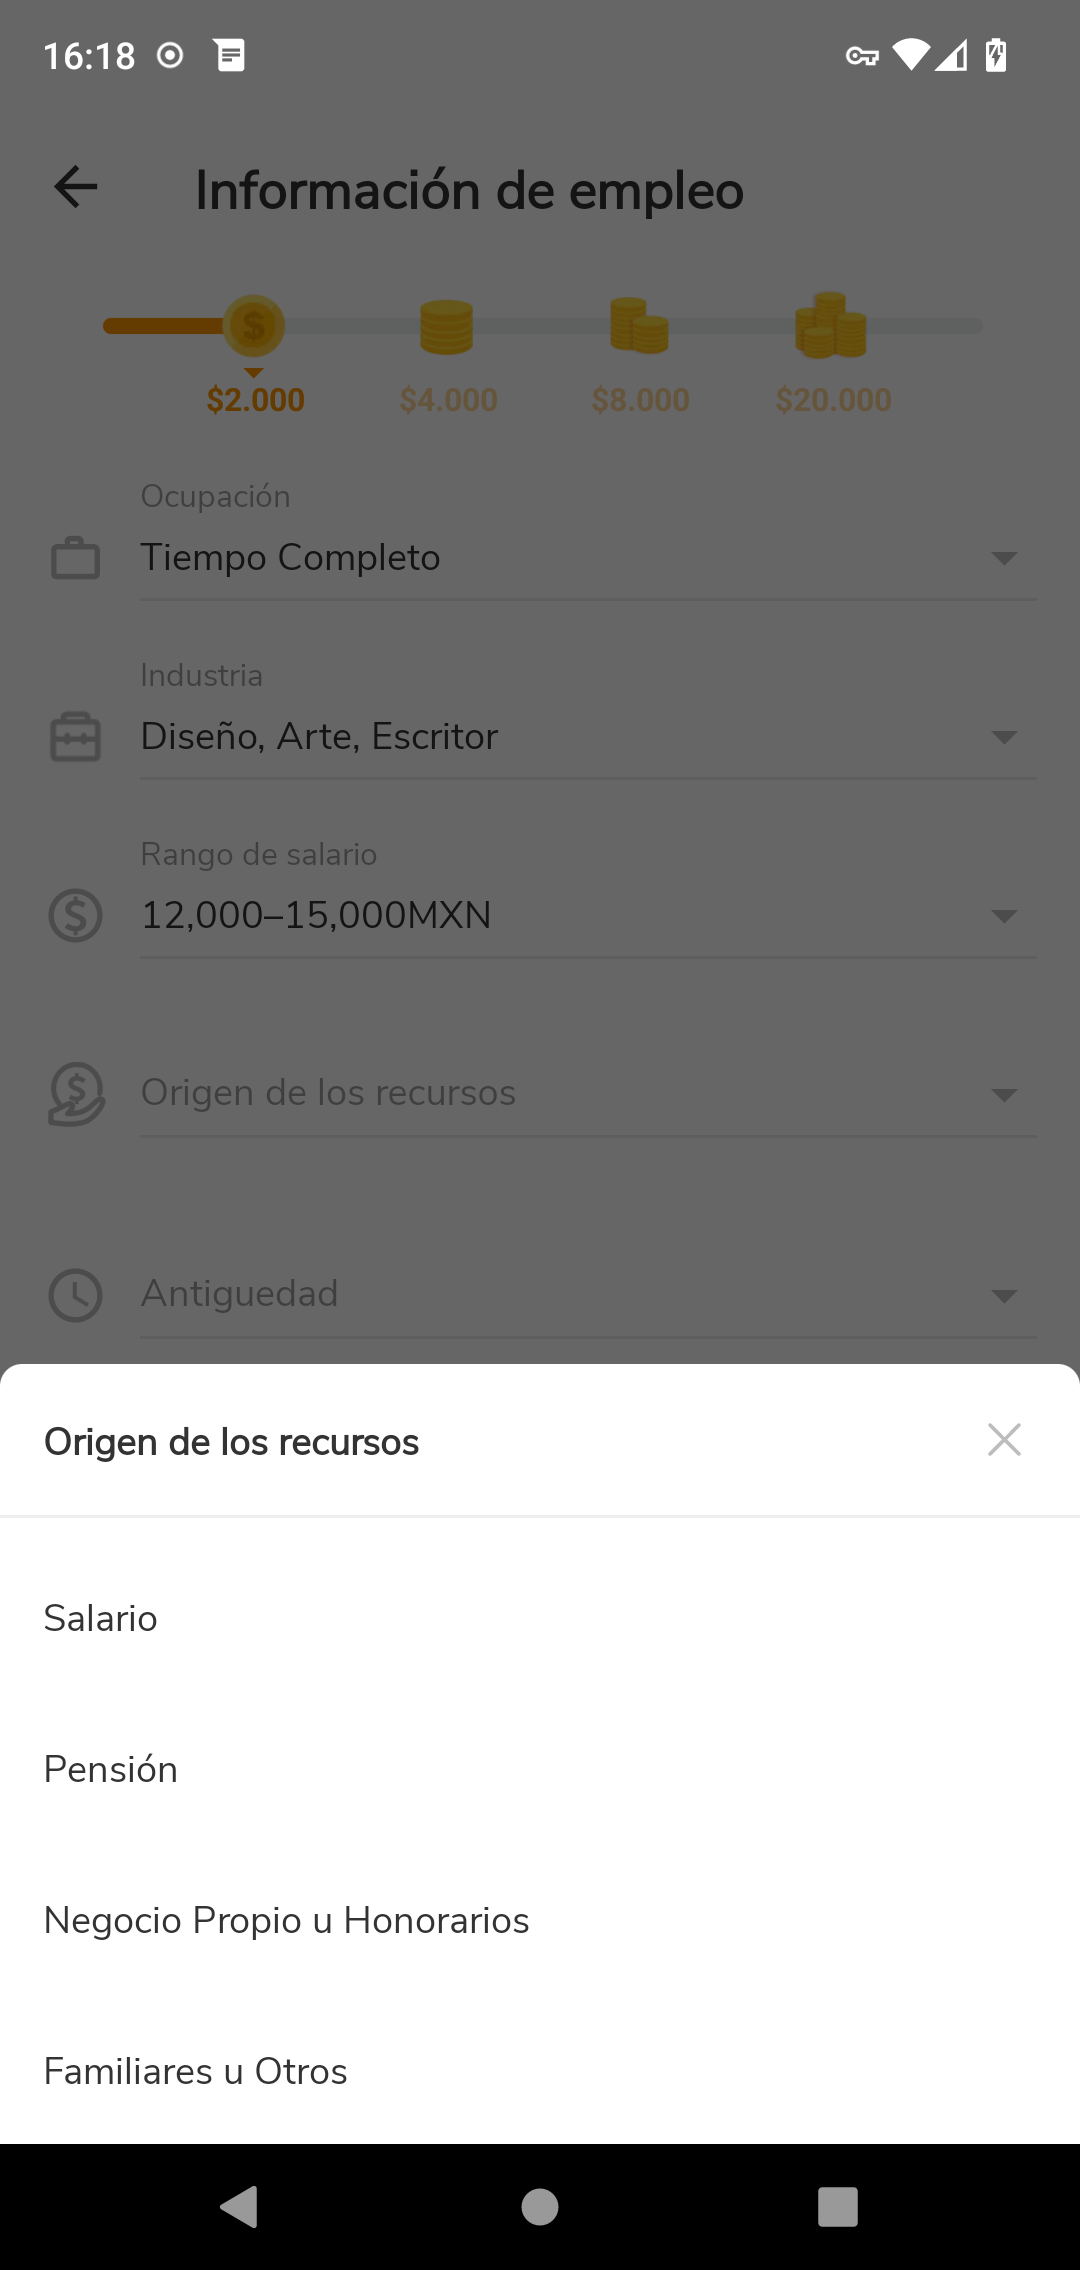 16:18
Información de empleo
$
$2.000 $4.000 $8.000 $20.000
Ocupación
Tiempo Completo
Industria
Diseño, Arte, Escritor
Rango de salario
12,000–15,000MXN
Origen de los recursos
Antiguedad
Origen de los recursos
Salario
Pensión
Negocio Propio u Honorarios
Familiares u Otros